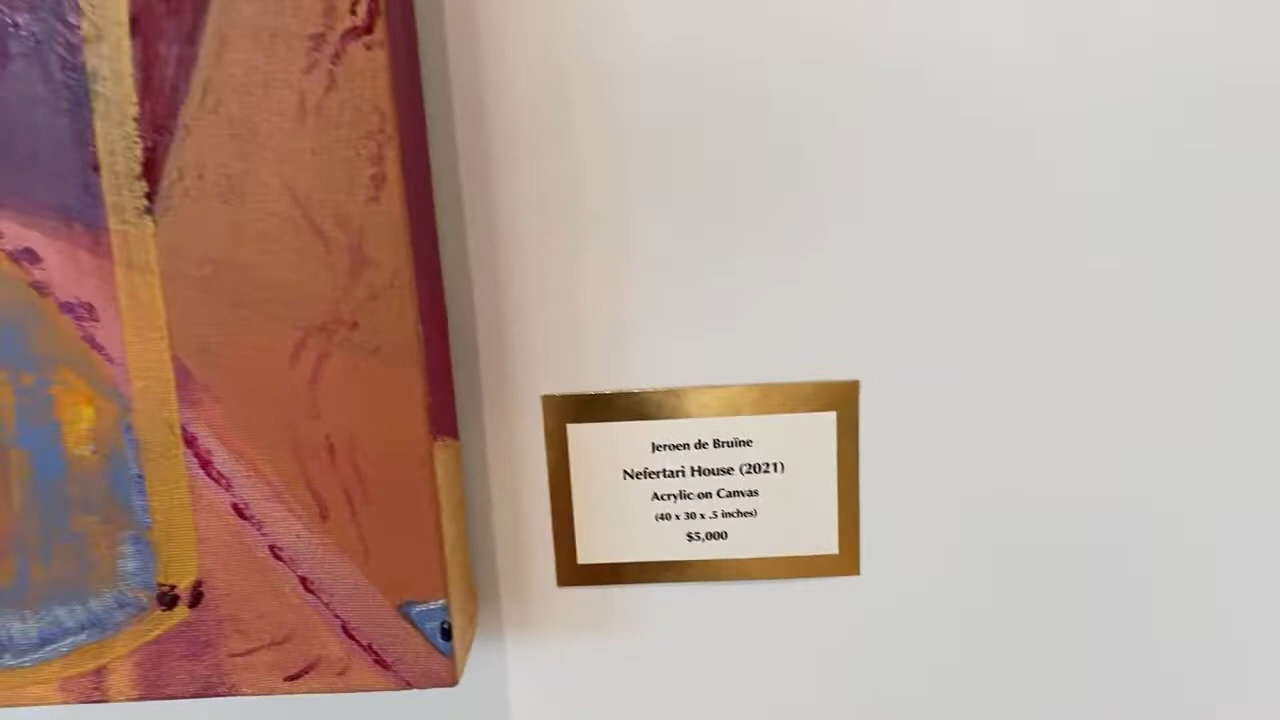 Jeroen de Bruïne
Nefertari House (2021)
Acrylic on Canvas
(40 x 30 x .5 inches)
$5,000